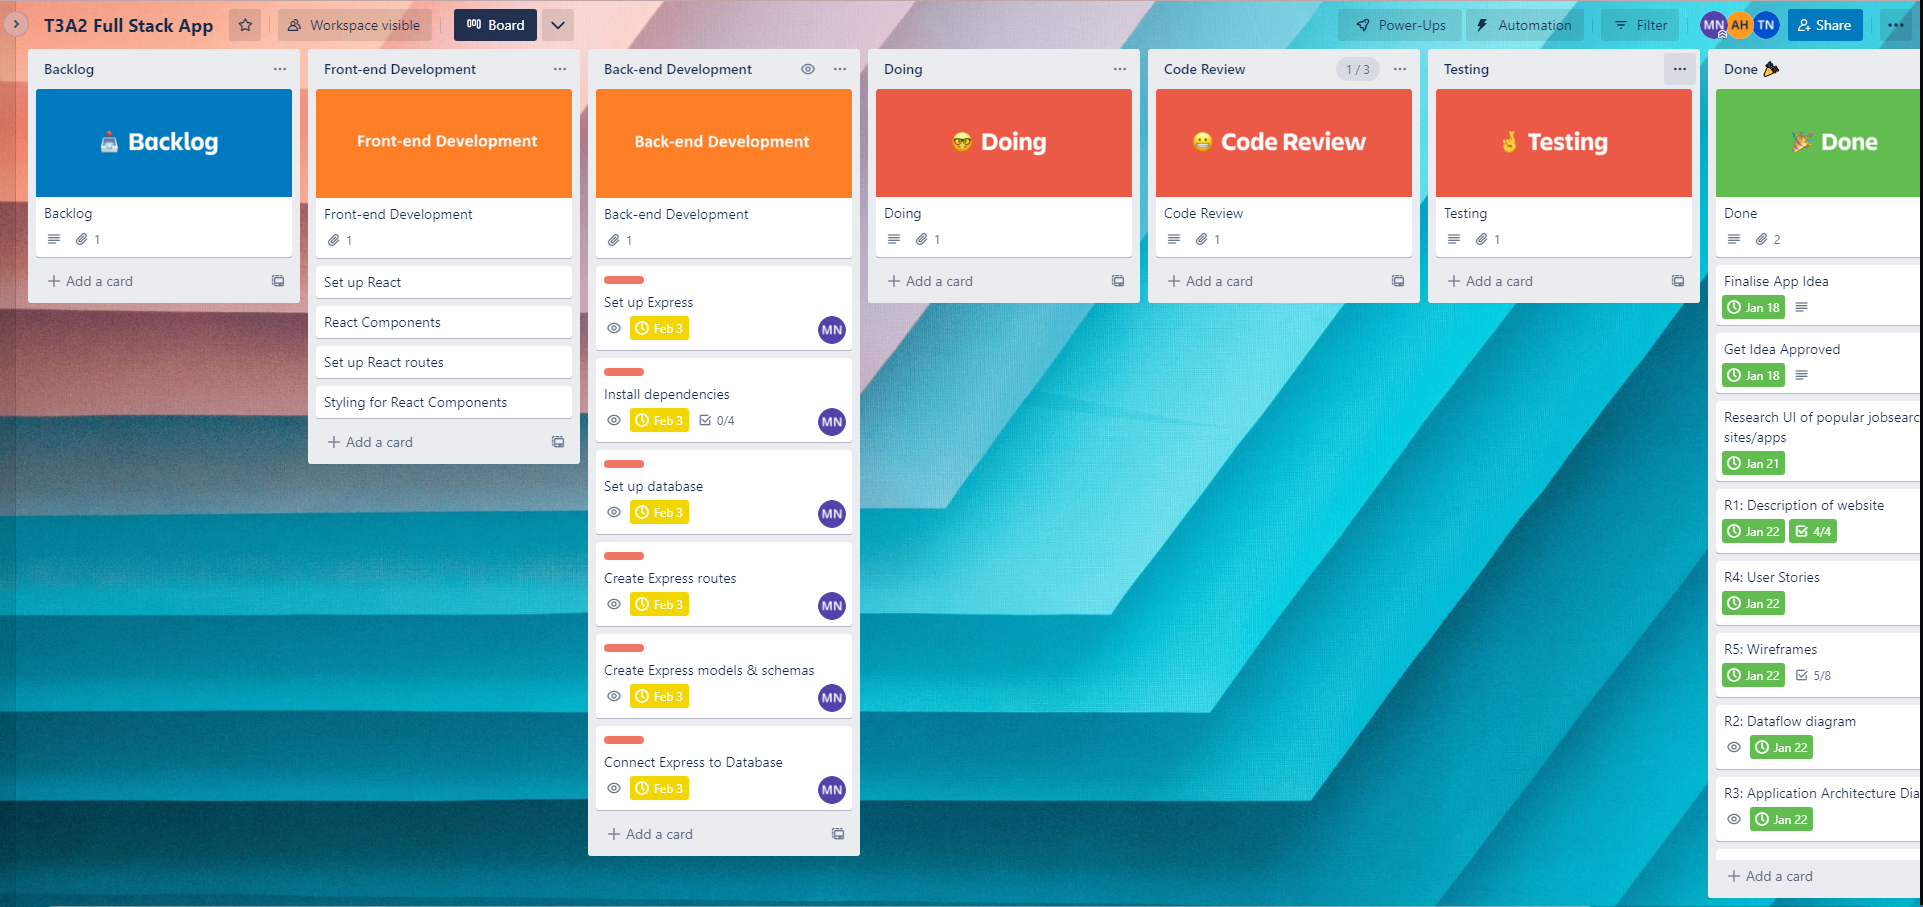 T3A2 Full Stack App
Workspace visible
Board
Power-Ups
Automation
Filter
MN
AH
TN
Share
Backlog
Backlog
Backlog
1
Add a card
Front-end Development
Front-end Development
Front-end Development
1
Set up React
React Components
Set up React routes
Styling for React Components
Add a card
Back-end Development
Back-end Development
Back-end Development
1
Set up Express
Feb 3
MN
Install dependencies
Feb 3
0/4
MN
Set up database
Feb 3
MN
Create Express routes
Feb 3
MN
Create Express models & schemas
Feb 3
MN
Connect Express to Database
Feb 3
MN
Add a card
Doing
Doing
Doing
1
Add a card
Code Review
1 / 3
Code Review
Code Review
1
Add a card
Testing
Testing
Testing
1
Add a card
Done
Done
Done
2
Finalise App Idea
Jan 18
Get Idea Approved
Jan 18
Research UI of popular jobsearc
sites/apps
Jan 21
R1: Description of website
Jan 22
4/4
R4: User Stories
Jan 22
R5: Wireframes
Jan 22
5/8
R2: Dataflow diagram
Jan 22
R3: Application Architecture Dia
Jan 22
Add a card